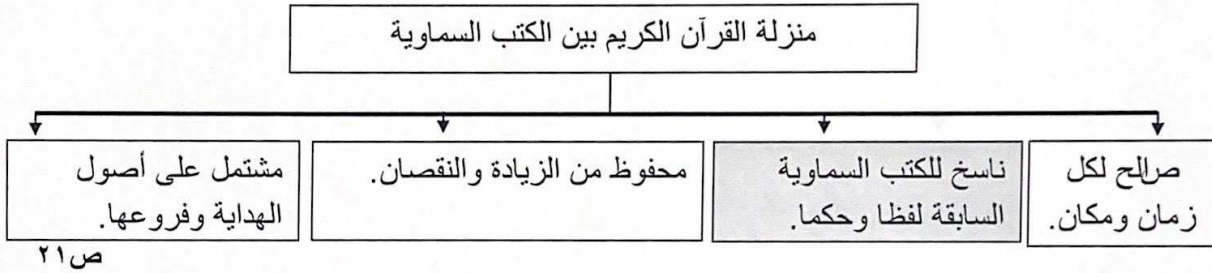 منزلة القرآن الكريم بين الكتب السماوية
صالح لكل
زمان ومكان.
ناسخ للكتب السماوية
السابقة لفظا وحكما.
محفوظ من الزيادة والنقصان.
مشتمل على أصول
الهداية وفروعها.
ص٢١